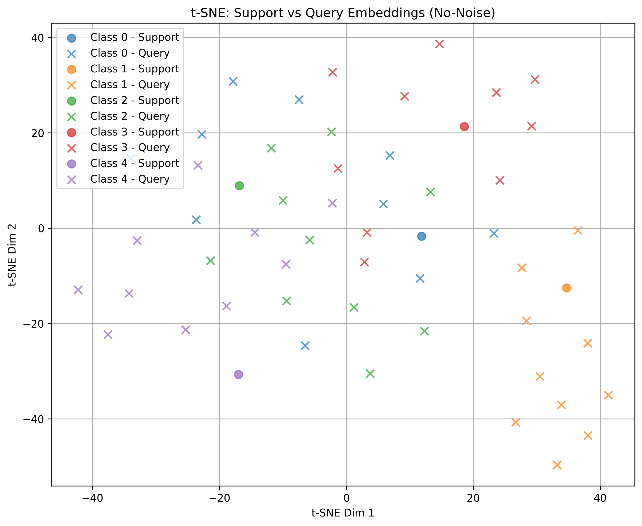 t-SNE: Support vs Query Embeddings (No-Noise)
Class 0 - Support
Class 0 - Query
Class 1 - Support
Class 1 - Query
Class 2 - Support
Class 2 - Query
Class 3 - Support
Class 3 - Query
Class 4 - Support
Class 4 - Query
40
20
0
−20
−40
t-SNE Dim 2
−40
−20
0
20
40
t-SNE Dim 1